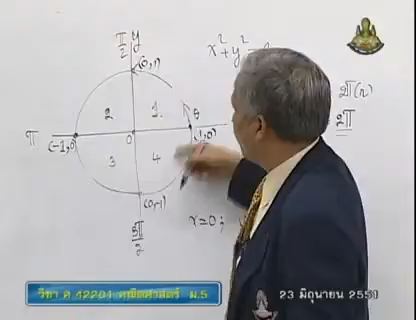 π/2 y
(0,1)
x² + y² =
2π(r)
2π
2 1.
θ
π (-1,0) 0 (1,0)
3 4
(0,-1)
x=0;
3π/2
วิชา ค 42201 คณิตศาสตร์ ม.5
23 มิถุนายน 2551